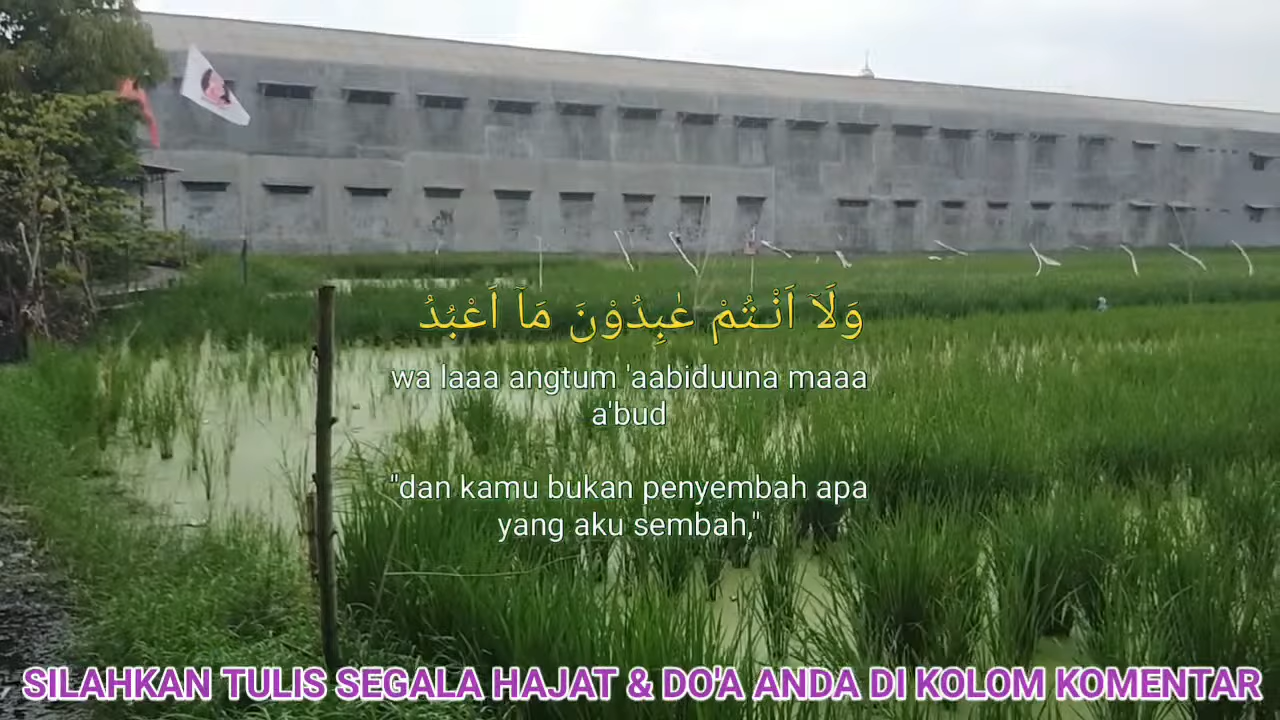 وَلَآ اَنْـتُمْ عٰبِدُوْنَ مَآ اَعْبُدُ
wa laaa angtum 'aabiduuna maaa
a'bud
"dan kamu bukan penyembah apa
yang aku sembah,"
SILAHKAN TULIS SEGALA HAJAT & DO'A ANDA DI KOLOM KOMENTAR